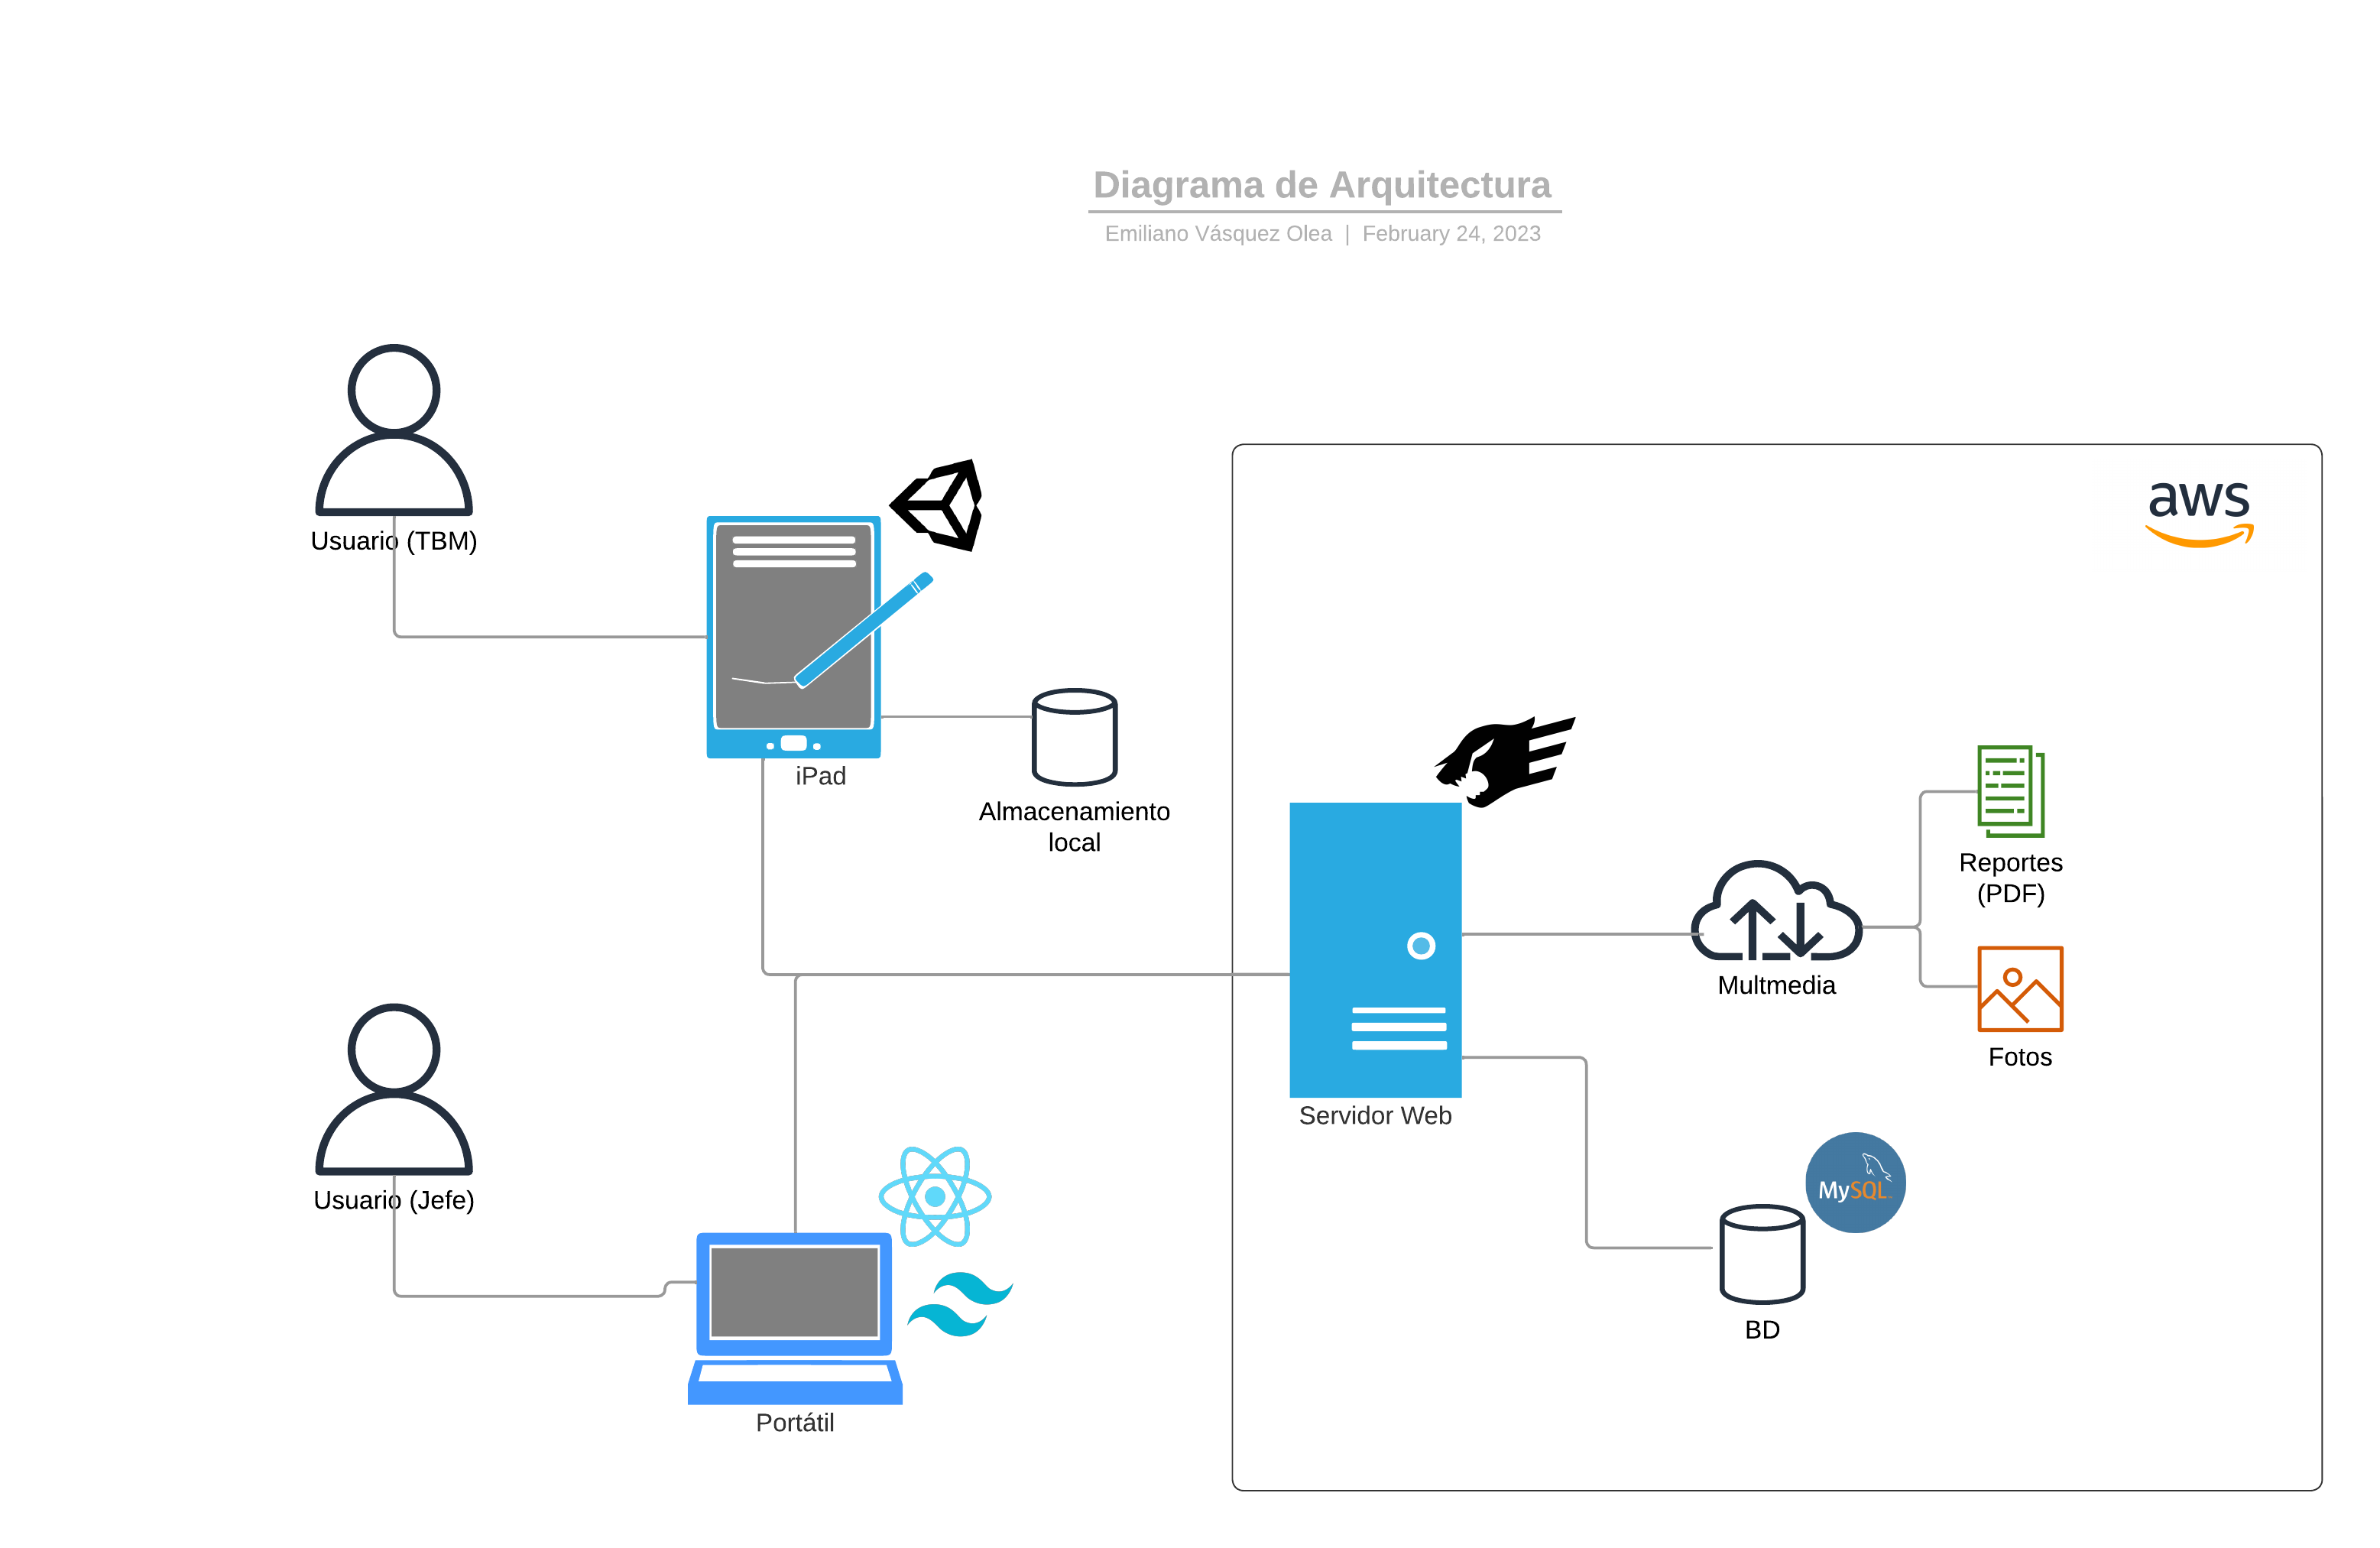 Diagrama de Arquitectura
Emiliano Vásquez Olea | February 24, 2023
Usuario (TBM)
aws
iPad
Almacenamiento
local
Reportes
(PDF)
Multmedia
Fotos
Servidor Web
Usuario (Jefe)
MySQL
BD
Portátil